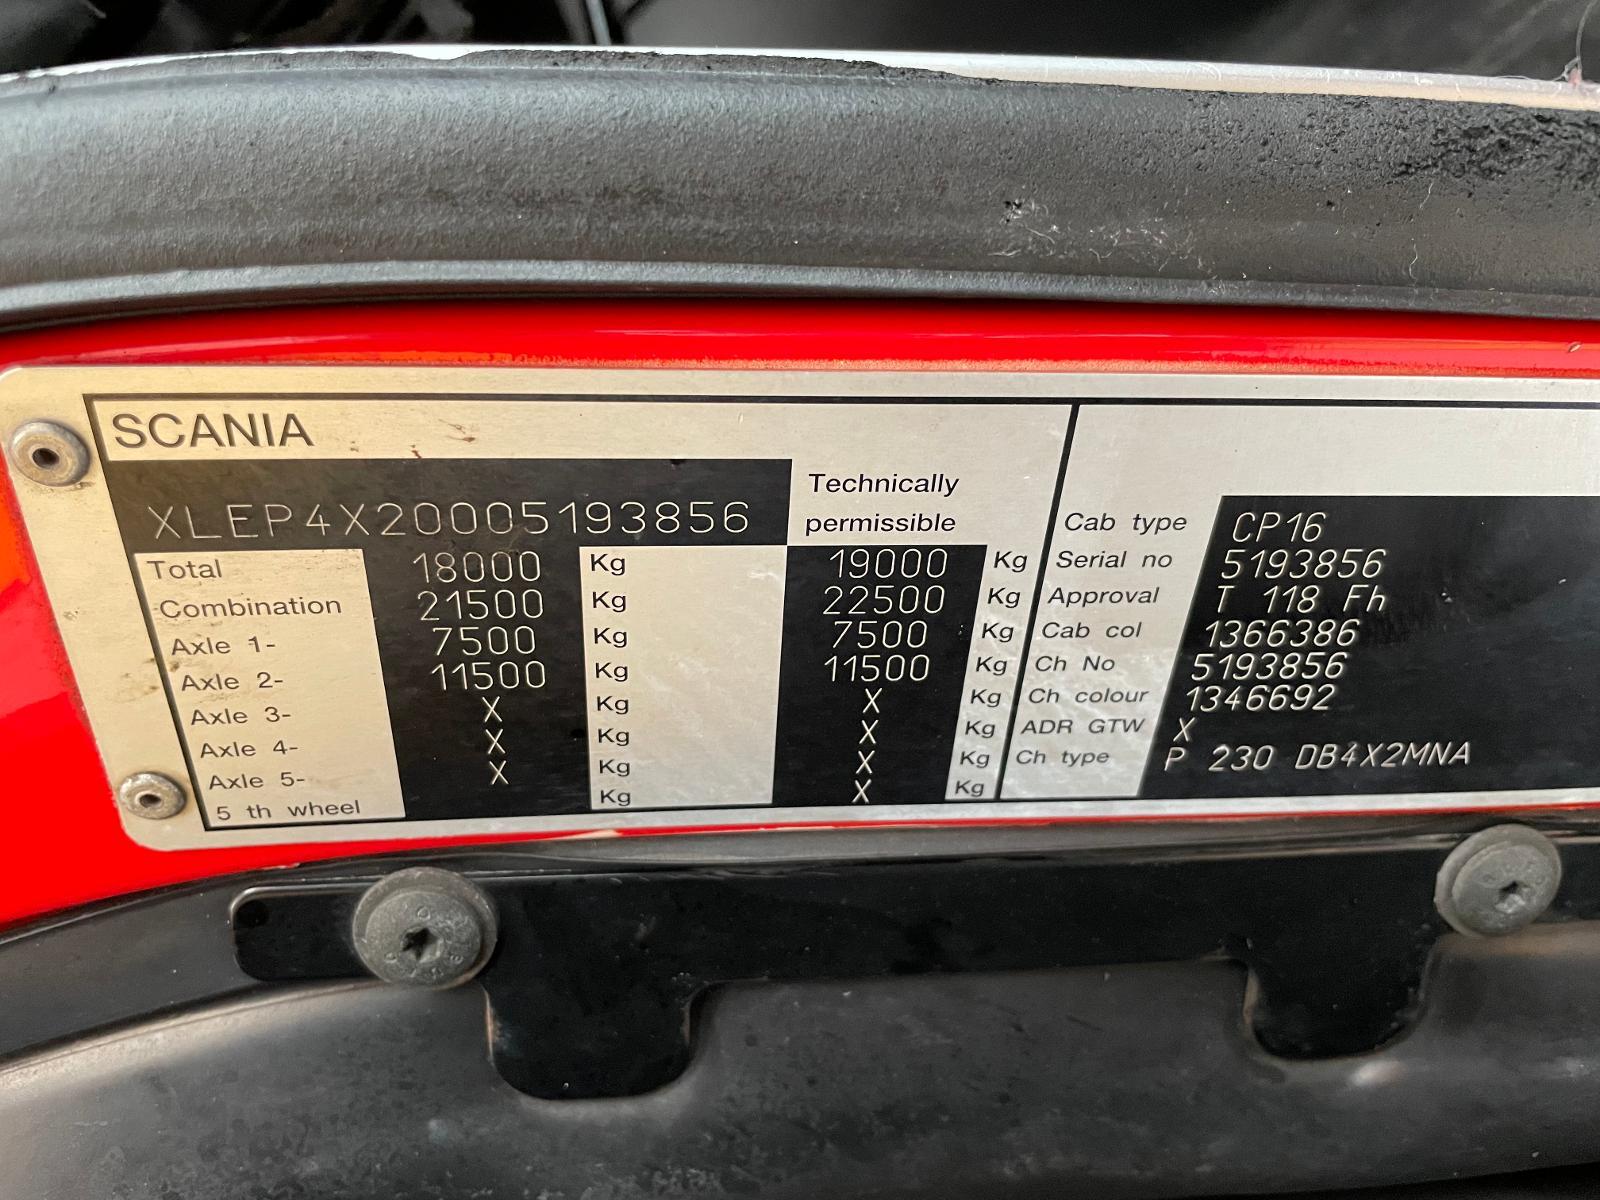 SCANIA
XLEP4X20005193856
Technically
permissible
Total 18000 Kg 19000 Kg
Combination 21500 Kg 22500 Kg
Axle 1- 7500 Kg 7500 Kg
Axle 2- 11500 Kg 11500 Kg
Axle 3- X Kg X Kg
Axle 4- X Kg X Kg
Axle 5- X Kg X Kg
5 th wheel Kg X Kg
Cab type CP16
Serial no 5193856
Approval T 118 Fh
Cab col 1366386
Ch No 5193856
Ch colour 1346692
ADR GTW X
Ch type P 230 DB4X2MNA